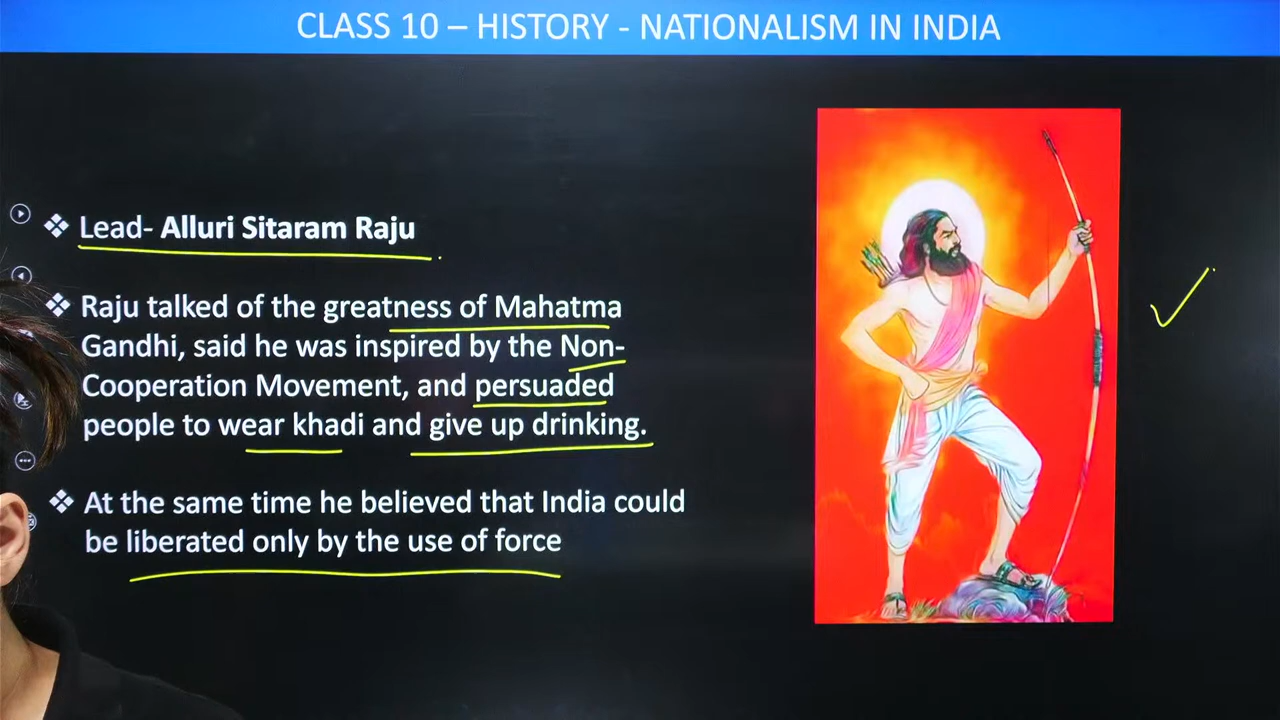 CLASS 10 – HISTORY - NATIONALISM IN INDIA
❖ Lead- Alluri Sitaram Raju
❖ Raju talked of the greatness of Mahatma
Gandhi, said he was inspired by the Non-
Cooperation Movement, and persuaded
people to wear khadi and give up drinking.
❖ At the same time he believed that India could
be liberated only by the use of force